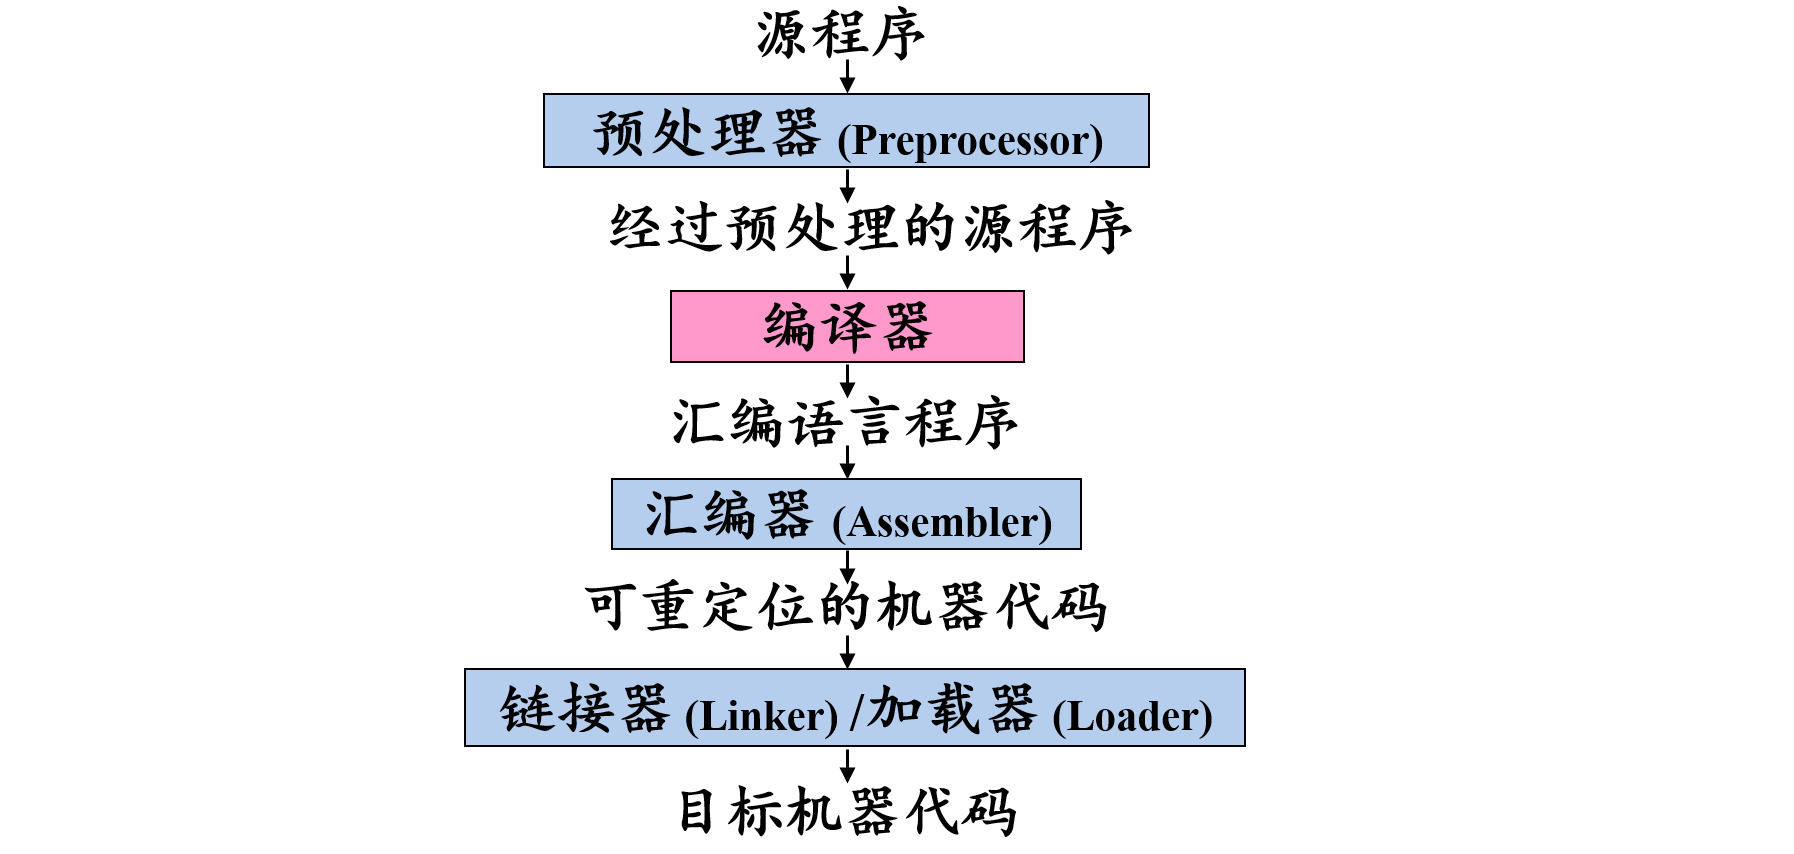 源程序
预处理器 (Preprocessor)
经过预处理的源程序
编译器
汇编语言程序
汇编器 (Assembler)
可重定位的机器代码
链接器 (Linker) /加载器 (Loader)
目标机器代码